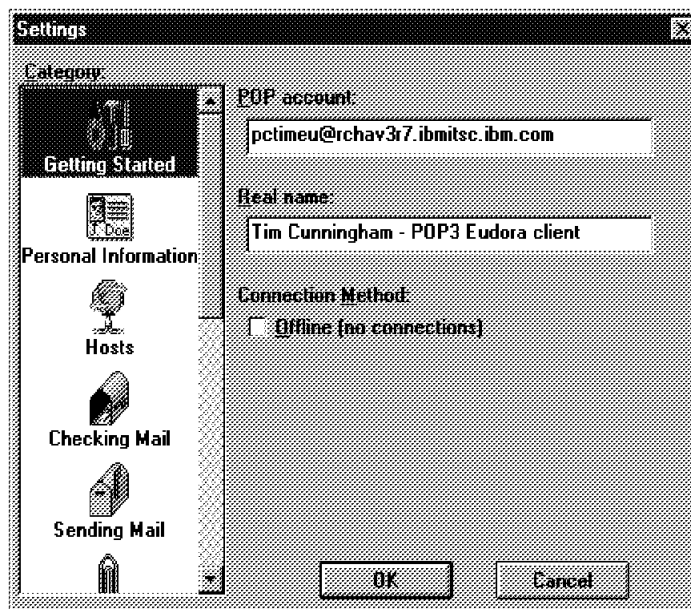 Settings
Category:
Getting Started
J. Doe
Personal Information
Hosts
Checking Mail
Sending Mail
POP account:
pctimeu@rchav3r7.ibmitsc.ibm.com
Real name:
Tim Cunningham - POP3 Eudora client
Connection Method:
Offline (no connections)
OK
Cancel